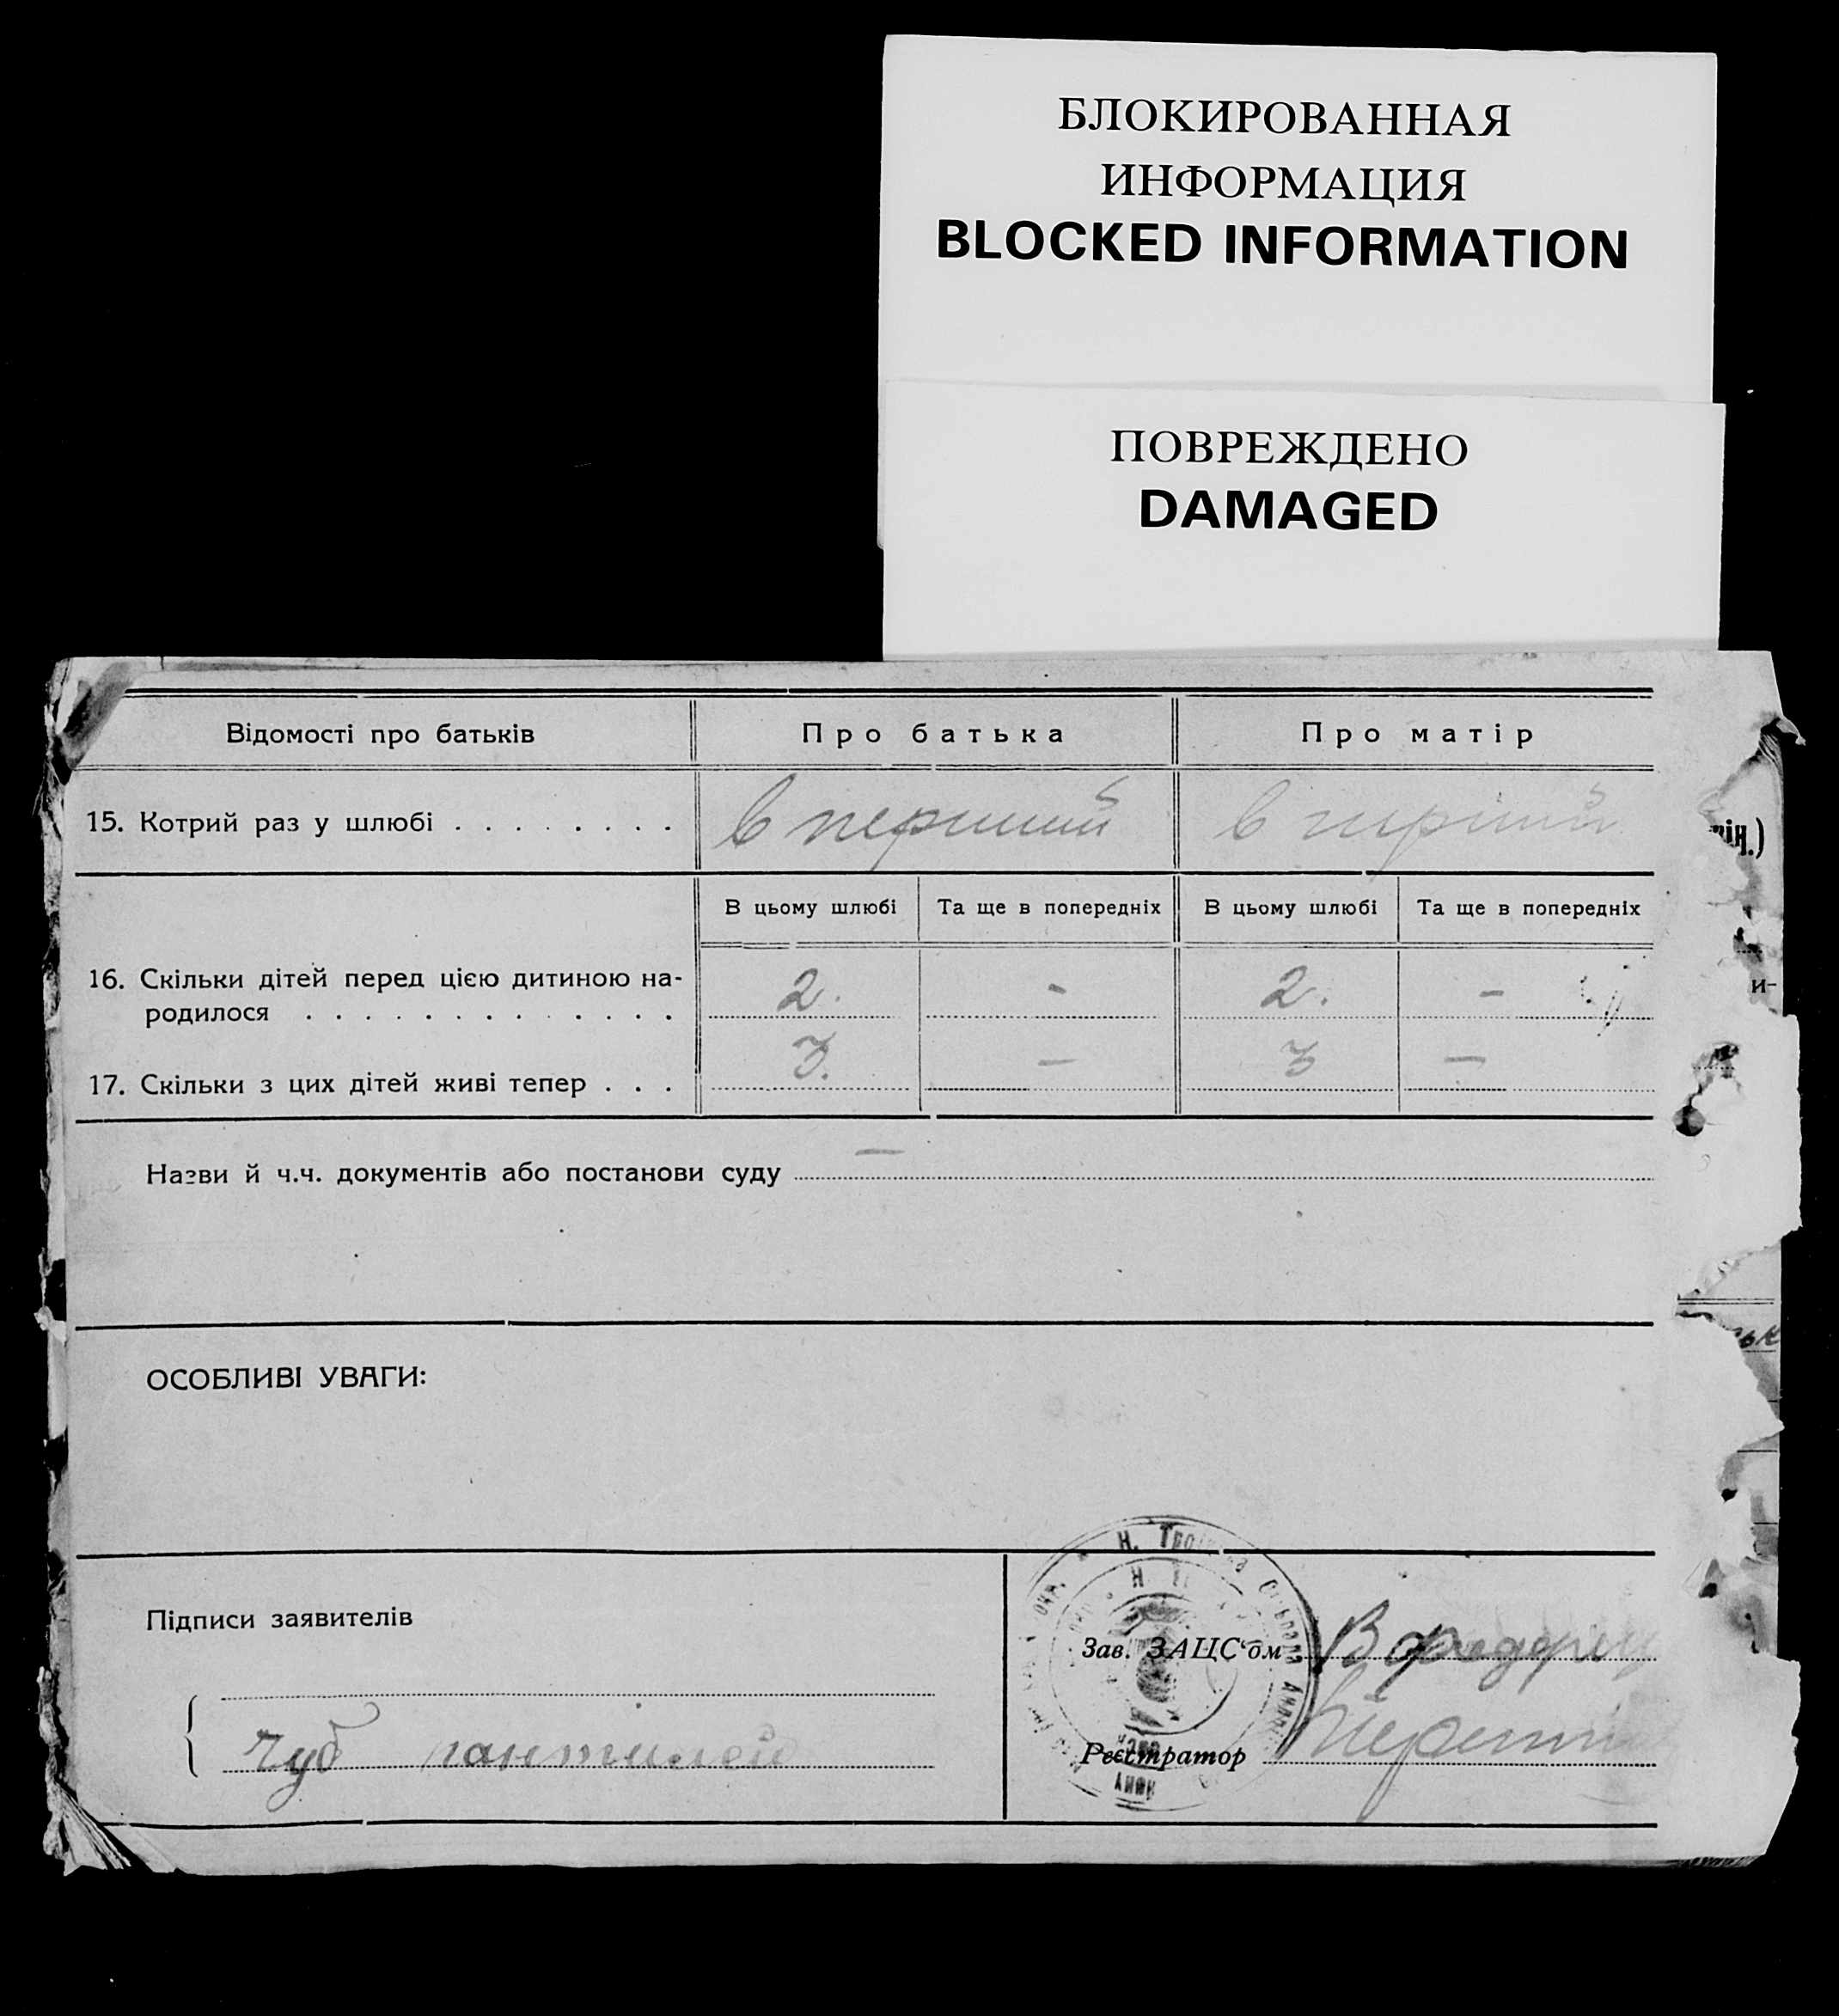 БЛОКИРОВАННАЯ
ИНФОРМАЦИЯ
BLOCKED INFORMATION
ПОВРЕЖДЕНО
DAMAGED
Відомості про батьків Про батька Про матір
15. Котрий раз у шлюбі . . . . . . . . в перший в
ін.)
В цьому шлюбі Та ще в попередніх В цьому шлюбі Та ще в попередніх
16. Скільки дітей перед цією дитиною на- 2. - 2. - и-
родилося . . . . . . . . . . . . .
17. Скільки з цих дітей живі тепер . . . 3. — 3 —
Назви й ч.ч. документів або постанови суду —
ьк
ОСОБЛИВІ УВАГИ:
Н.
Підписи заявителів
Зав. ЗАЦС'ом
Чуб пантилей
Реєстратор